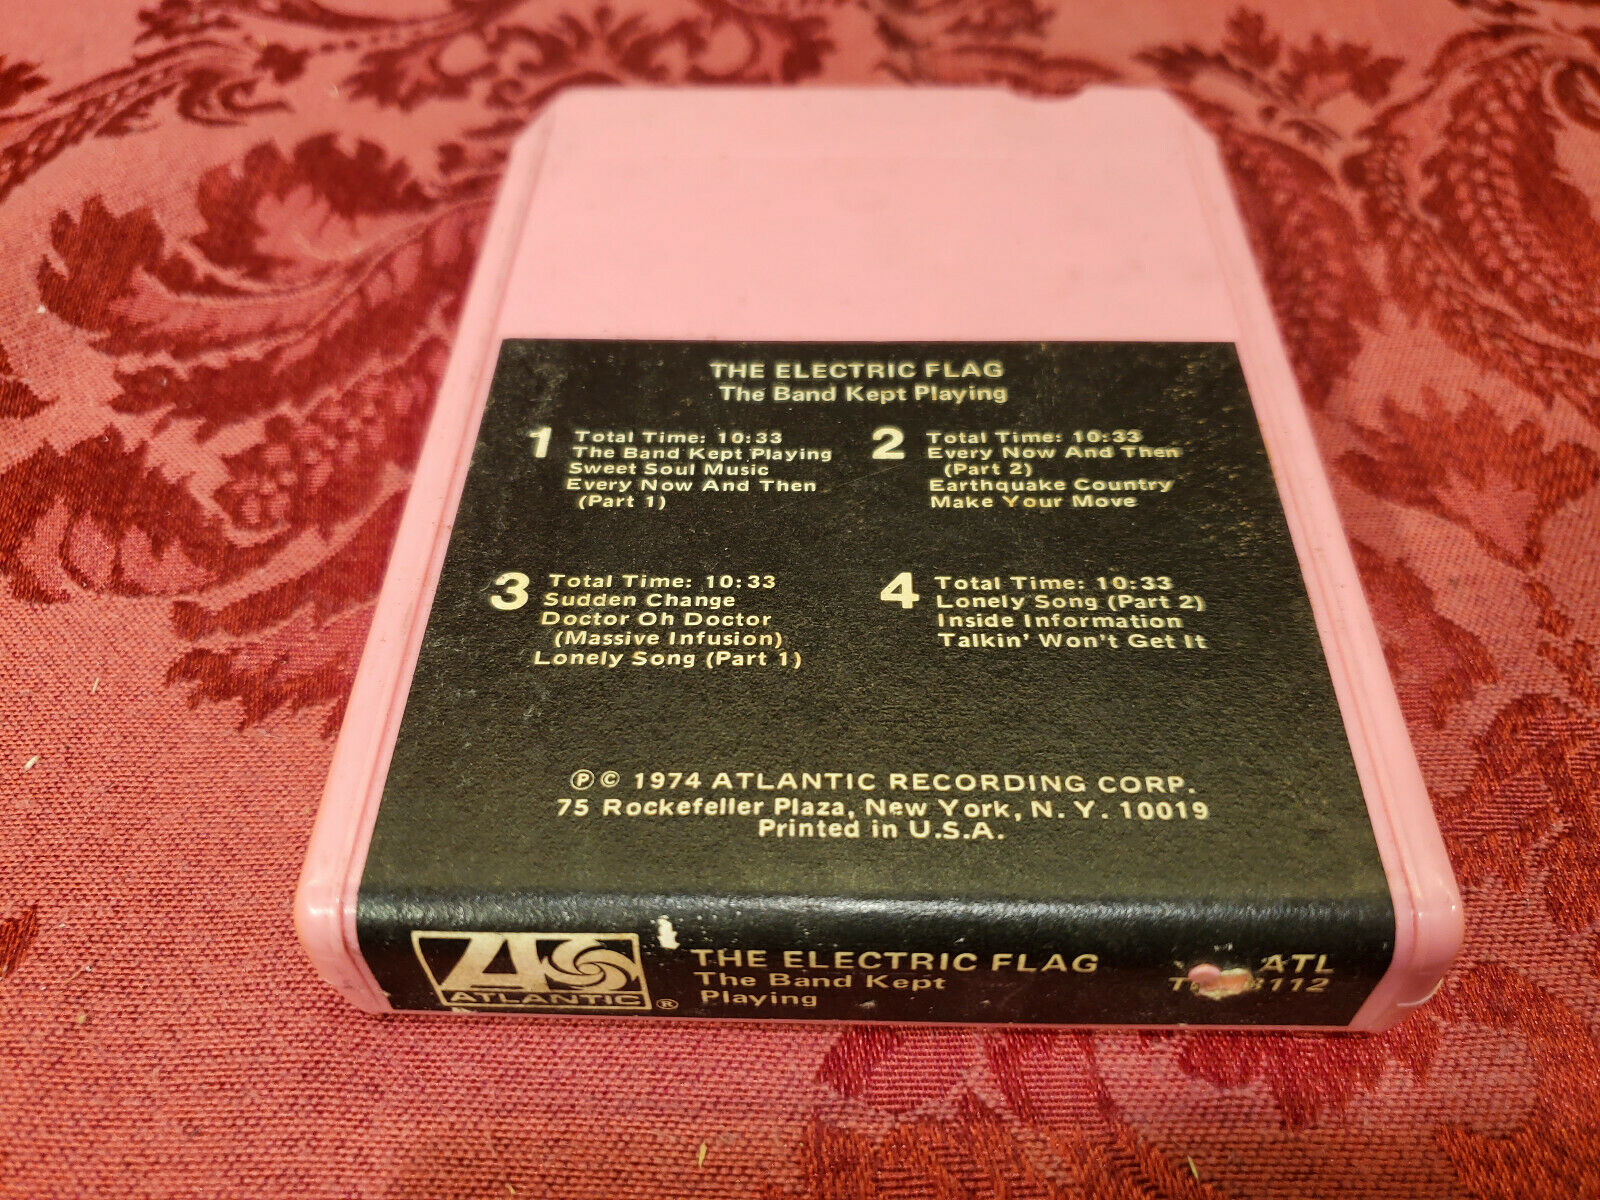 THE ELECTRIC FLAG
The Band Kept Playing
1 Total Time: 10:33
The Band Kept Playing
Sweet Soul Music
Every Now And Then
(Part 1)
2 Total Time: 10:33
Every Now And Then
(Part 2)
Earthquake Country
Make Your Move
3 Total Time: 10:33
Sudden Change
Doctor Oh Doctor
(Massive Infusion)
Lonely Song (Part 1)
4 Total Time: 10:33
Lonely Song (Part 2)
Inside Information
Talkin' Won't Get It
℗ © 1974 ATLANTIC RECORDING CORP.
75 Rockefeller Plaza, New York, N. Y. 10019
Printed in U.S.A.
ATLANTIC ®
THE ELECTRIC FLAG
The Band Kept
Playing
ATL